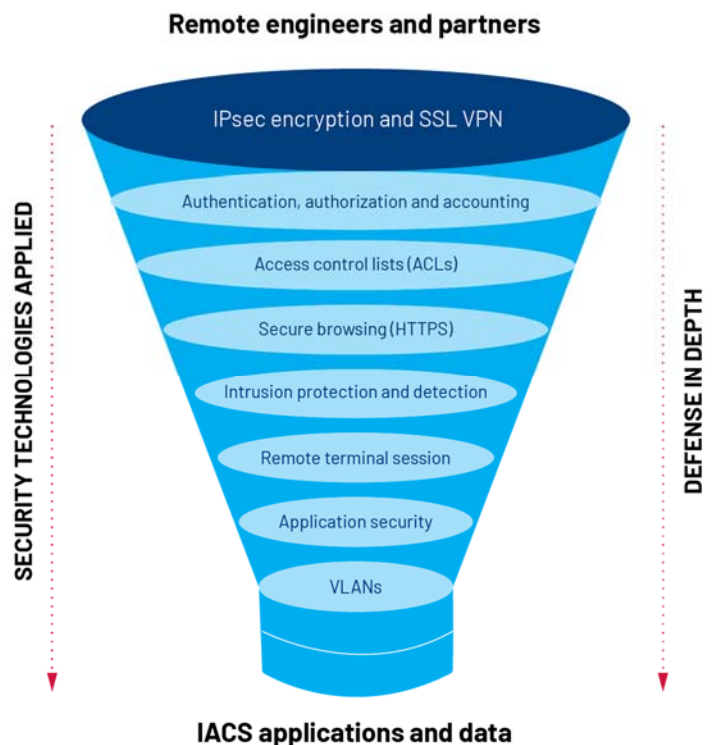 Remote engineers and partners
IPsec encryption and SSL VPN
Authentication, authorization and accounting
Access control lists (ACLs)
Secure browsing (HTTPS)
Intrusion protection and detection
Remote terminal session
Application security
VLANs
SECURITY TECHNOLOGIES APPLIED
DEFENSE IN DEPTH
IACS applications and data